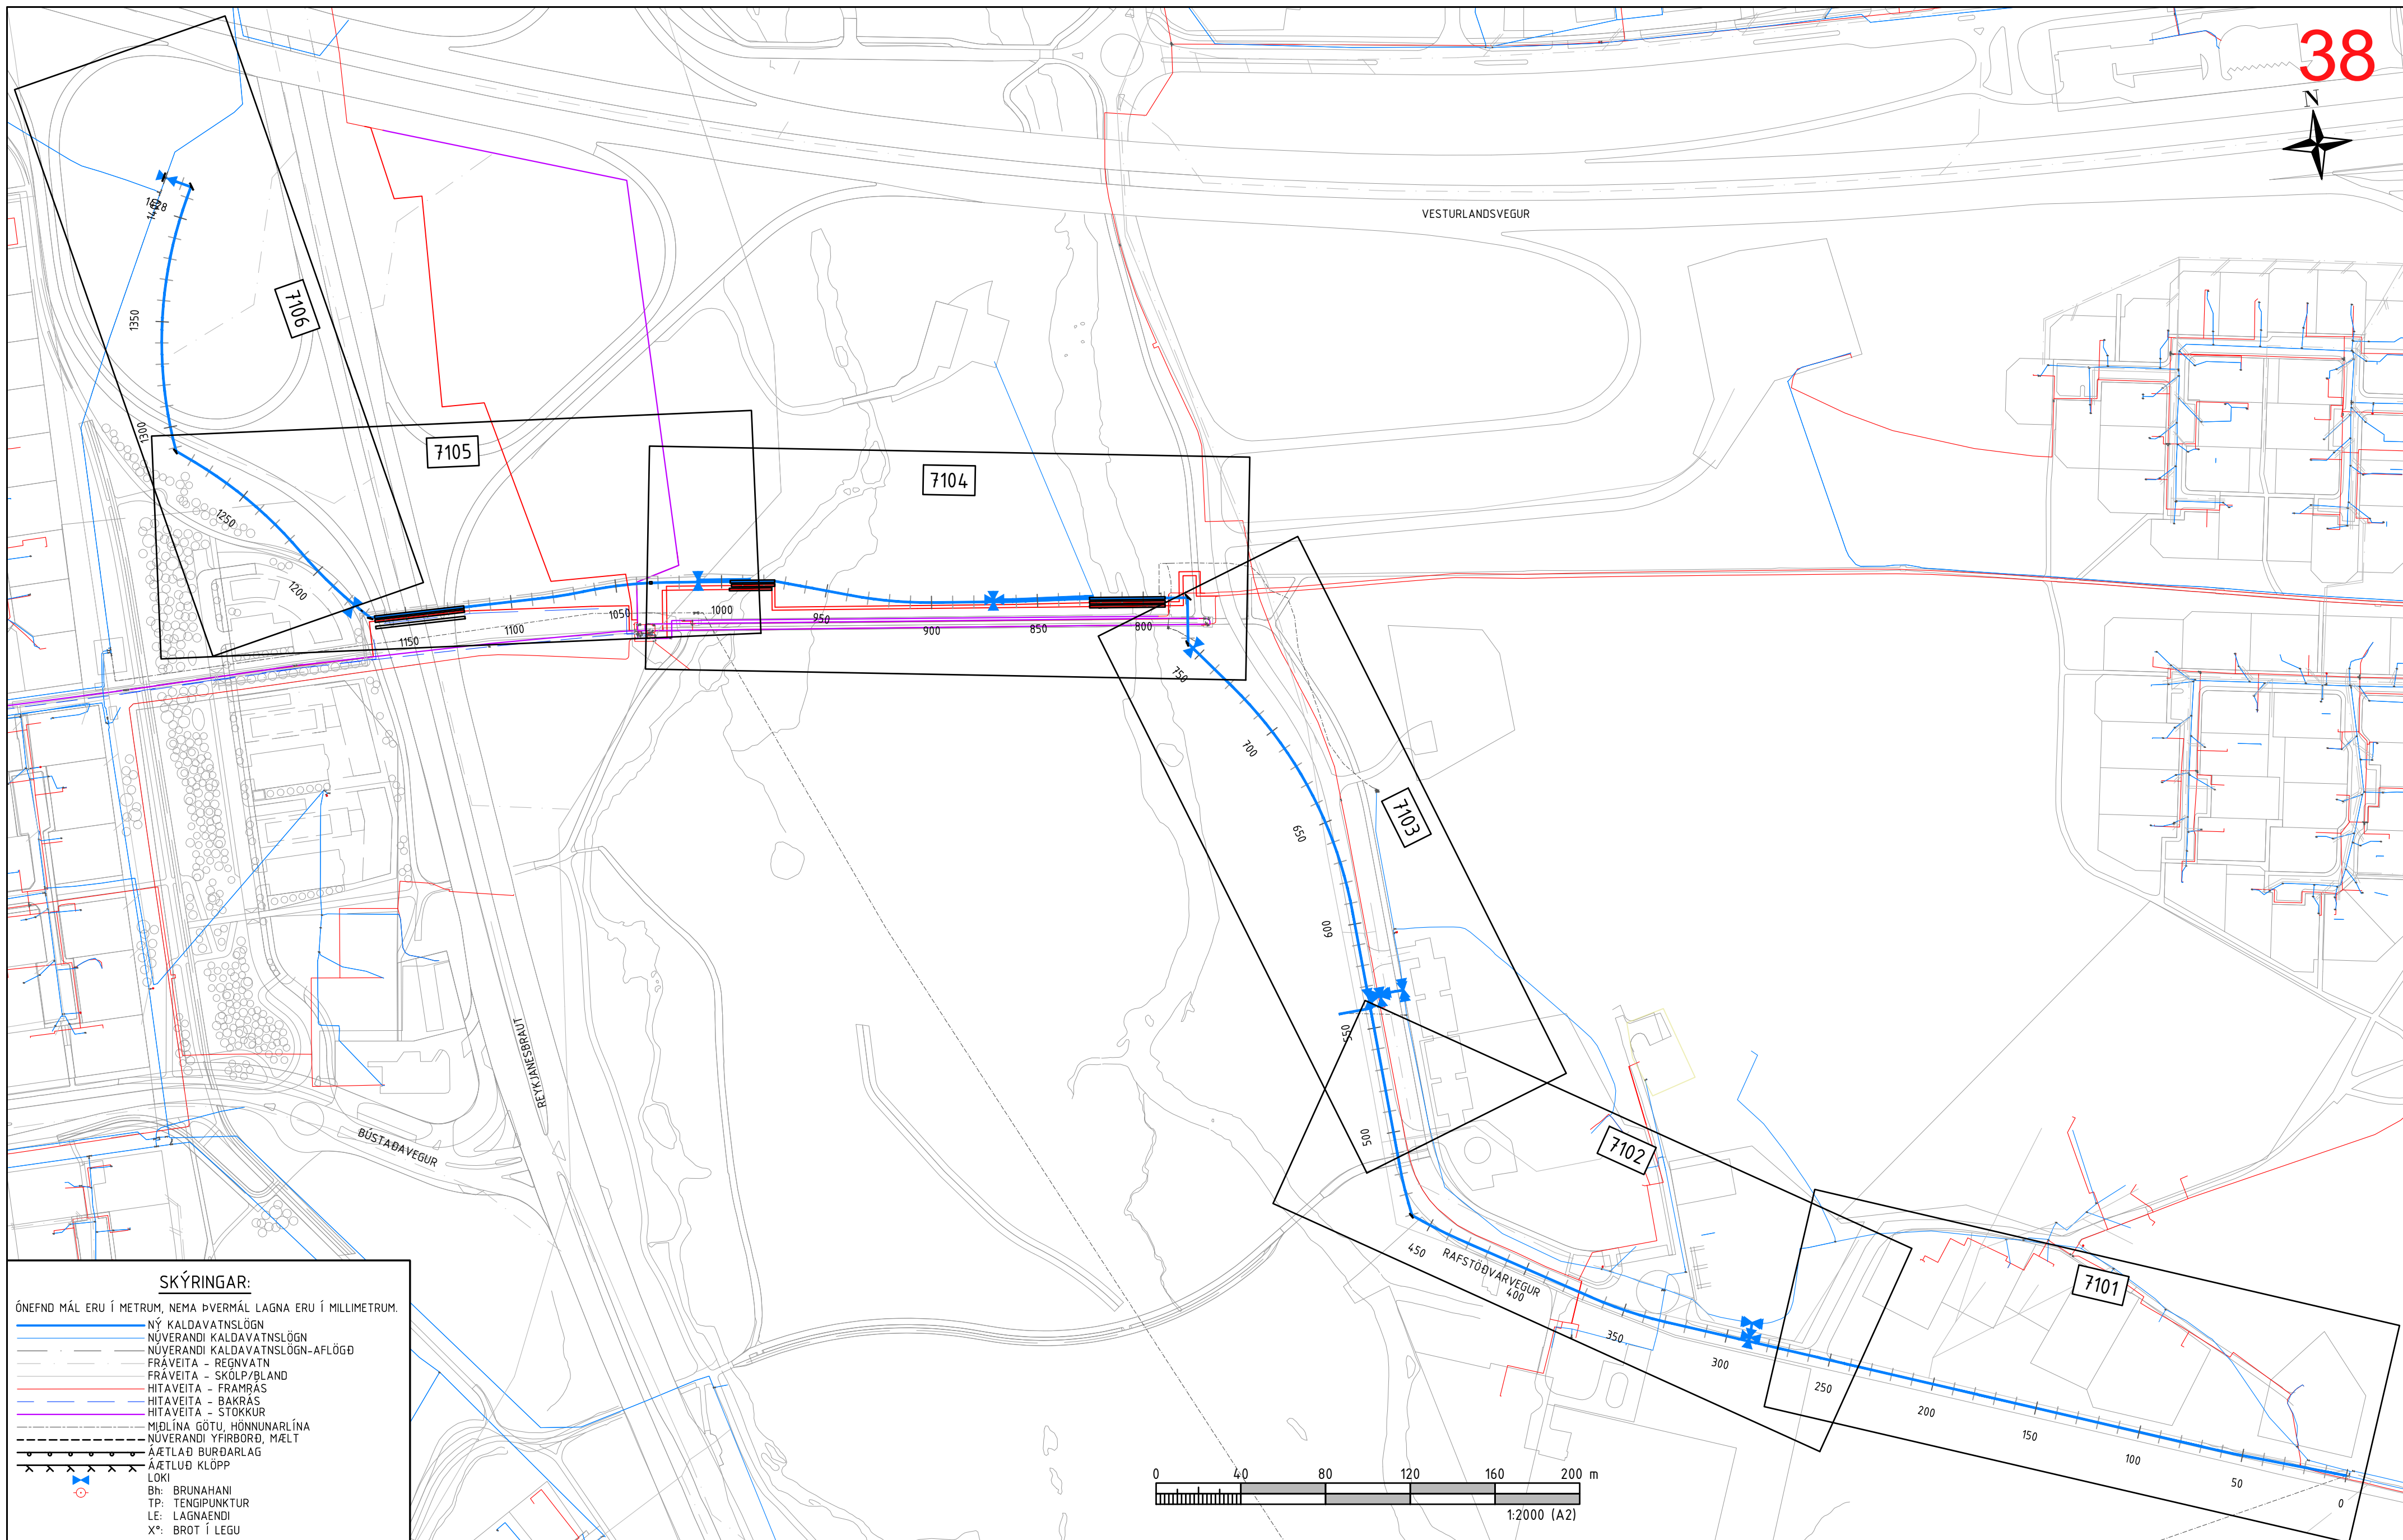 38
N
VESTURLANDSVEGUR
7106
1350
1300
7105
7104
1250
1200
1150
1100
1050
1000
950
900
850
800
750
700
650
600
550
500
7103
7102
7101
REYKJANESBRAUT
BÚSTAÐAVEGUR
450
RAFSTÖÐVARVEGUR
400
350
300
250
200
150
100
50
0
SKÝRINGAR:
ÓNEFND MÁL ERU Í METRUM, NEMA ÞVERMÁL LAGNA ERU Í MILLIMETRUM.
NÝ KALDAVATNSLÖGN
NÚVERANDI KALDAVATNSLÖGN
NÚVERANDI KALDAVATNSLÖGN-AFLÖGÐ
FRÁVEITA - REGNVATN
FRÁVEITA - SKÓLP/BLAND
HITAVEITA - FRAMRÁS
HITAVEITA - BAKRÁS
HITAVEITA - STOKKUR
MIÐLÍNA GÖTU, HÖNNUNARLÍNA
NÚVERANDI YFIRBORÐ, MÆLT
ÁÆTLAÐ BURÐARLAG
ÁÆTLUÐ KLÖPP
LOKI
Bh: BRUNAHANI
TP: TENGIPUNKTUR
LE: LAGNAENDI
X°: BROT Í LEGU
0 40 80 120 160 200 m
1:2000 (A2)